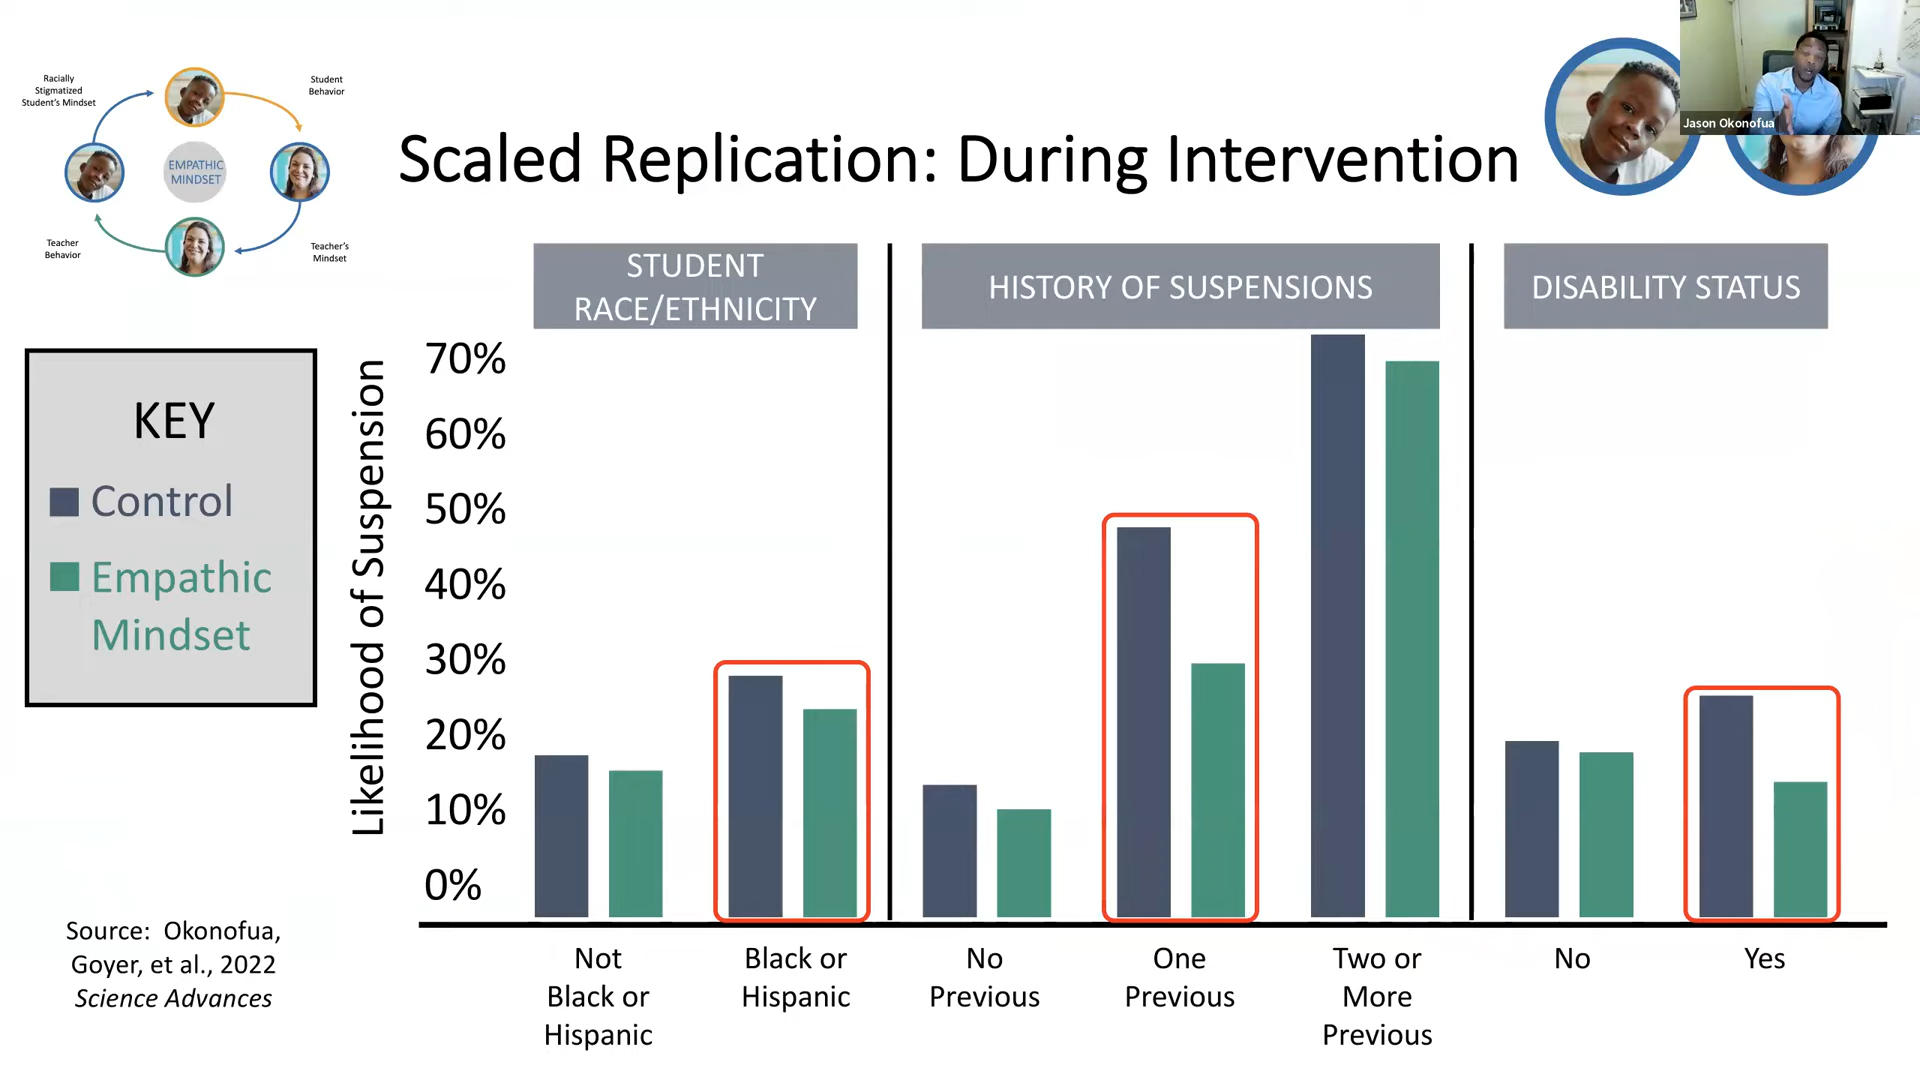 Racially
Stigmatized
Student's Mindset
Student
Behavior
EMPATHIC
MINDSET
Teacher
Behavior
Teacher's
Mindset
Scaled Replication: During Intervention
Jason Okonofua
STUDENT
RACE/ETHNICITY
HISTORY OF SUSPENSIONS
DISABILITY STATUS
KEY
Control
Empathic
Mindset
Likelihood of Suspension
70%
60%
50%
40%
30%
20%
10%
0%
Not
Black or
Hispanic
Black or
Hispanic
No
Previous
One
Previous
Two or
More
Previous
No
Yes
Source: Okonofua,
Goyer, et al., 2022
Science Advances